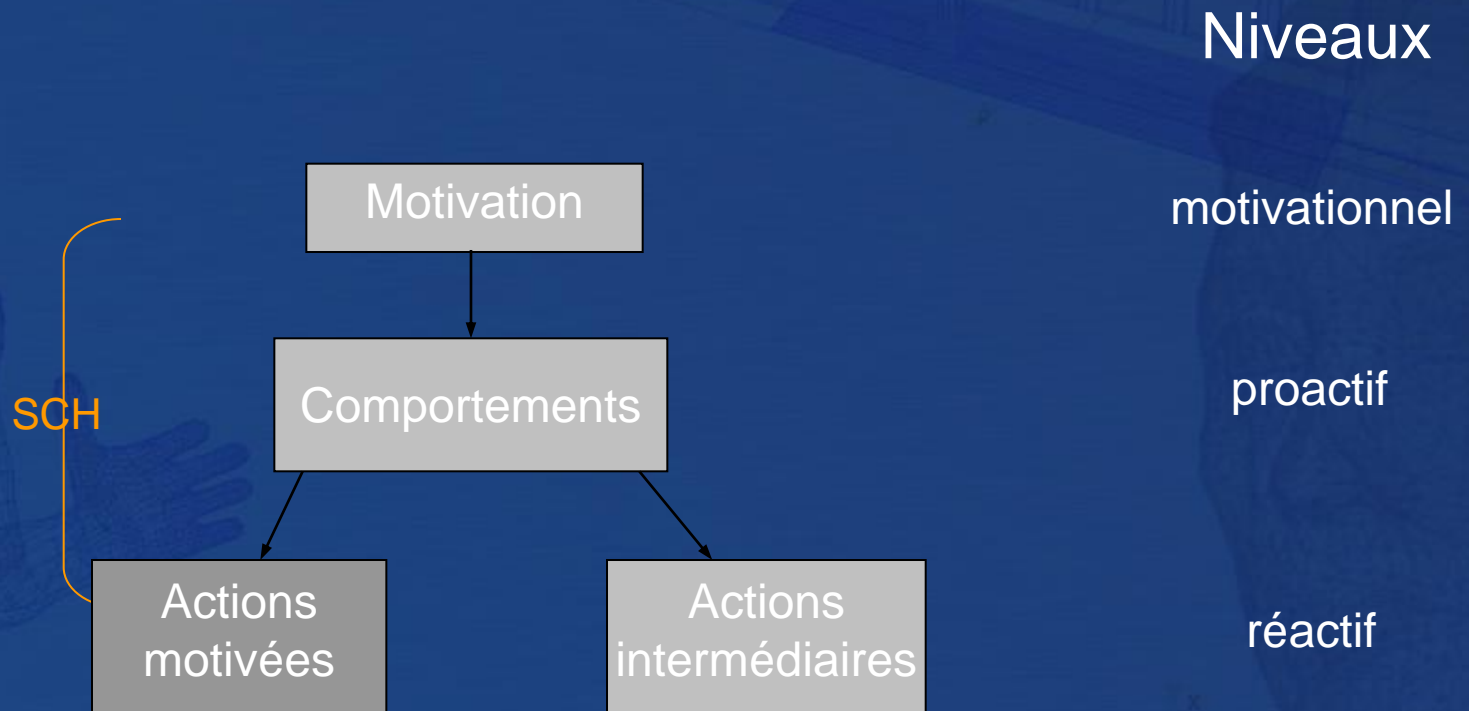 Niveaux
Motivation
motivationnel
SCH
Comportements
proactif
Actions
motivées
Actions
intermédiaires
réactif